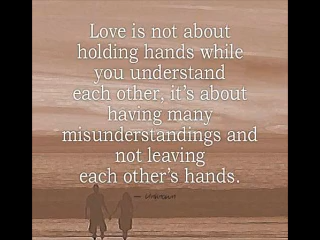 Love is not about
holding hands while
you understand
each other, it's about
having many
misunderstandings and
not leaving
each other's hands.